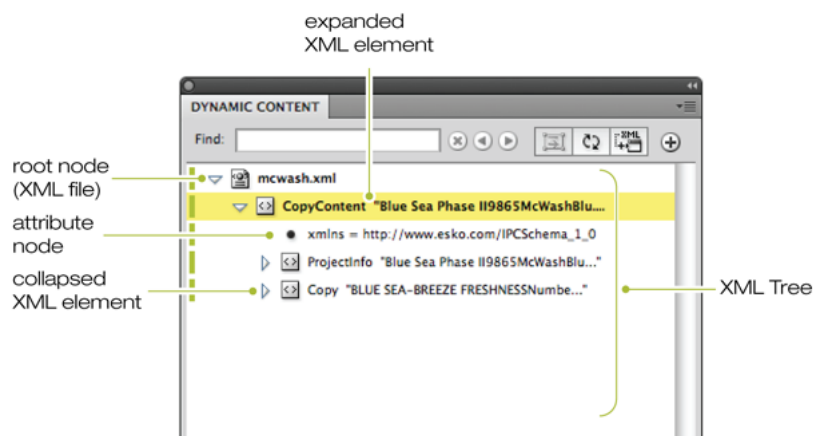 expanded
XML element
DYNAMIC CONTENT
Find:
XML
root node
(XML file)
mcwash.xml
CopyContent "Blue Sea Phase II9865McWashBlu....
attribute
node
xmlns = http://www.esko.com/IPCSchema_1_0
ProjectInfo "Blue Sea Phase II9865McWashBlu..."
collapsed
XML element
Copy "BLUE SEA-BREEZE FRESHNESSNumbe..."
XML Tree